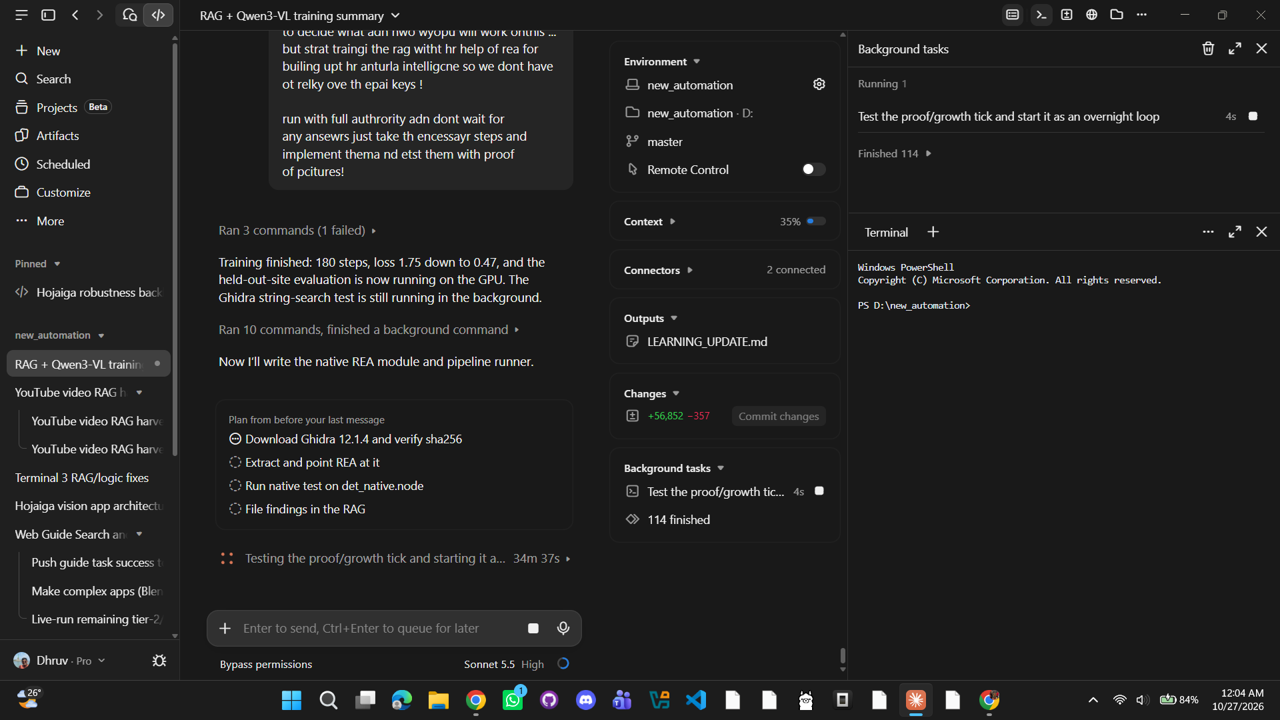 RAG + Qwen3-VL training summary
New
Search
Projects Beta
Artifacts
Scheduled
Customize
More
Pinned
Hojaiga robustness back
new_automation
RAG + Qwen3-VL training
YouTube video RAG h
YouTube video RAG harve
YouTube video RAG harve
Terminal 3 RAG/logic fixes
Hojaiga vision app architectu
Web Guide Search an
Push guide task success t
Make complex apps (Blen
Live-run remaining tier-2,
Dhruv · Pro
to decide what adn hwo wyopu will work onthis ...
but strat traingi the rag witht hr help of rea for
builing upt hr anturla intelligcne so we dont have
ot relky ove th epai keys !
run with full authrority adn dont wait for
any ansewrs just take th encessayr steps and
implement thema nd etst them with proof
of pcitures!
Ran 3 commands (1 failed)
Training finished: 180 steps, loss 1.75 down to 0.47, and the
held-out-site evaluation is now running on the GPU. The
Ghidra string-search test is still running in the background.
Ran 10 commands, finished a background command
Now I'll write the native REA module and pipeline runner.
Plan from before your last message
Download Ghidra 12.1.4 and verify sha256
Extract and point REA at it
Run native test on det_native.node
File findings in the RAG
Testing the proof/growth tick and starting it a... 34m 37s
Enter to send, Ctrl+Enter to queue for later
Bypass permissions
Sonnet 5.5 High
Environment
new_automation
new_automation · D:
master
Remote Control
Context 35%
Connectors 2 connected
Outputs
LEARNING_UPDATE.md
Changes
+56,852 −357 Commit changes
Background tasks
Test the proof/growth tic... 4s
114 finished
Background tasks
Running 1
Test the proof/growth tick and start it as an overnight loop 4s
Finished 114
Terminal
Windows PowerShell
Copyright (C) Microsoft Corporation. All rights reserved.
PS D:\new_automation>
26°
1
84%
12:04 AM
10/27/2026